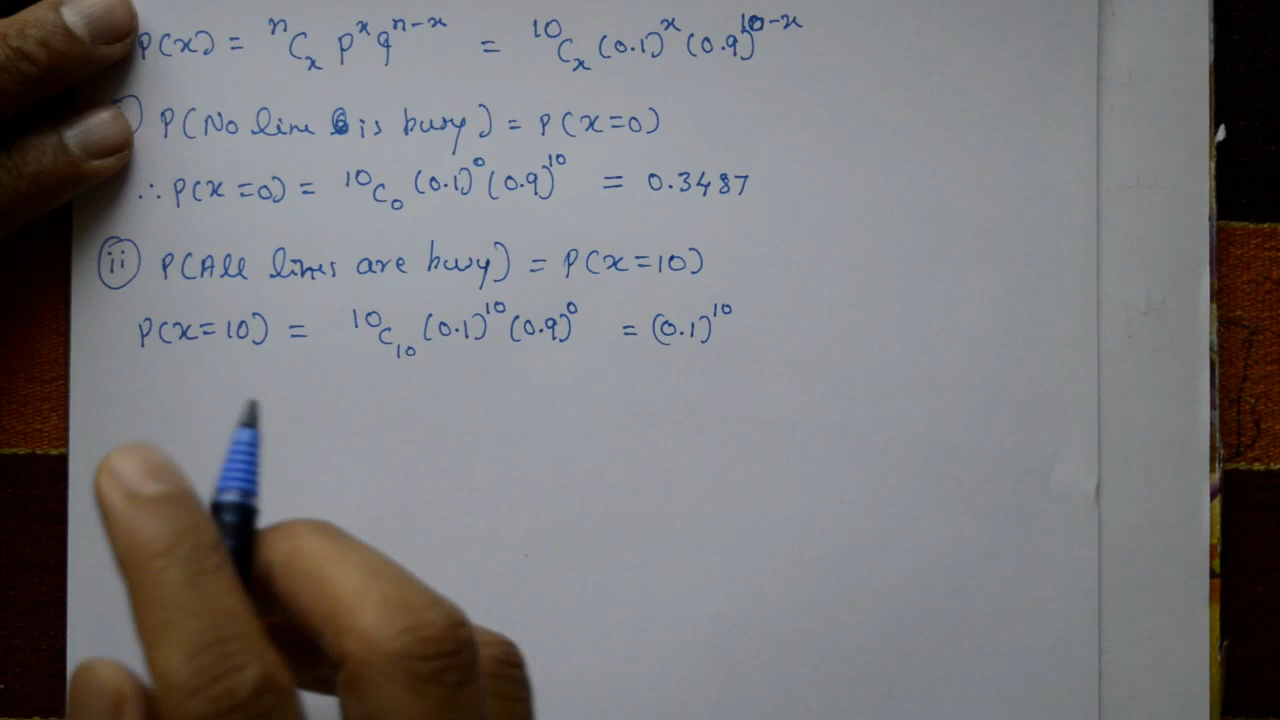 P(x) = ⁿCₓ pˣqⁿ⁻ˣ = ¹⁰Cₓ (0.1)ˣ (0.9)¹⁰⁻ˣ
) P(No line is busy) = P(x=0)
∴ P(x=0) = ¹⁰C₀ (0.1)⁰ (0.9)¹⁰ = 0.3487
ii P(All lines are busy) = P(x=10)
P(x=10) = ¹⁰C₁₀ (0.1)¹⁰ (0.9)⁰ = (0.1)¹⁰